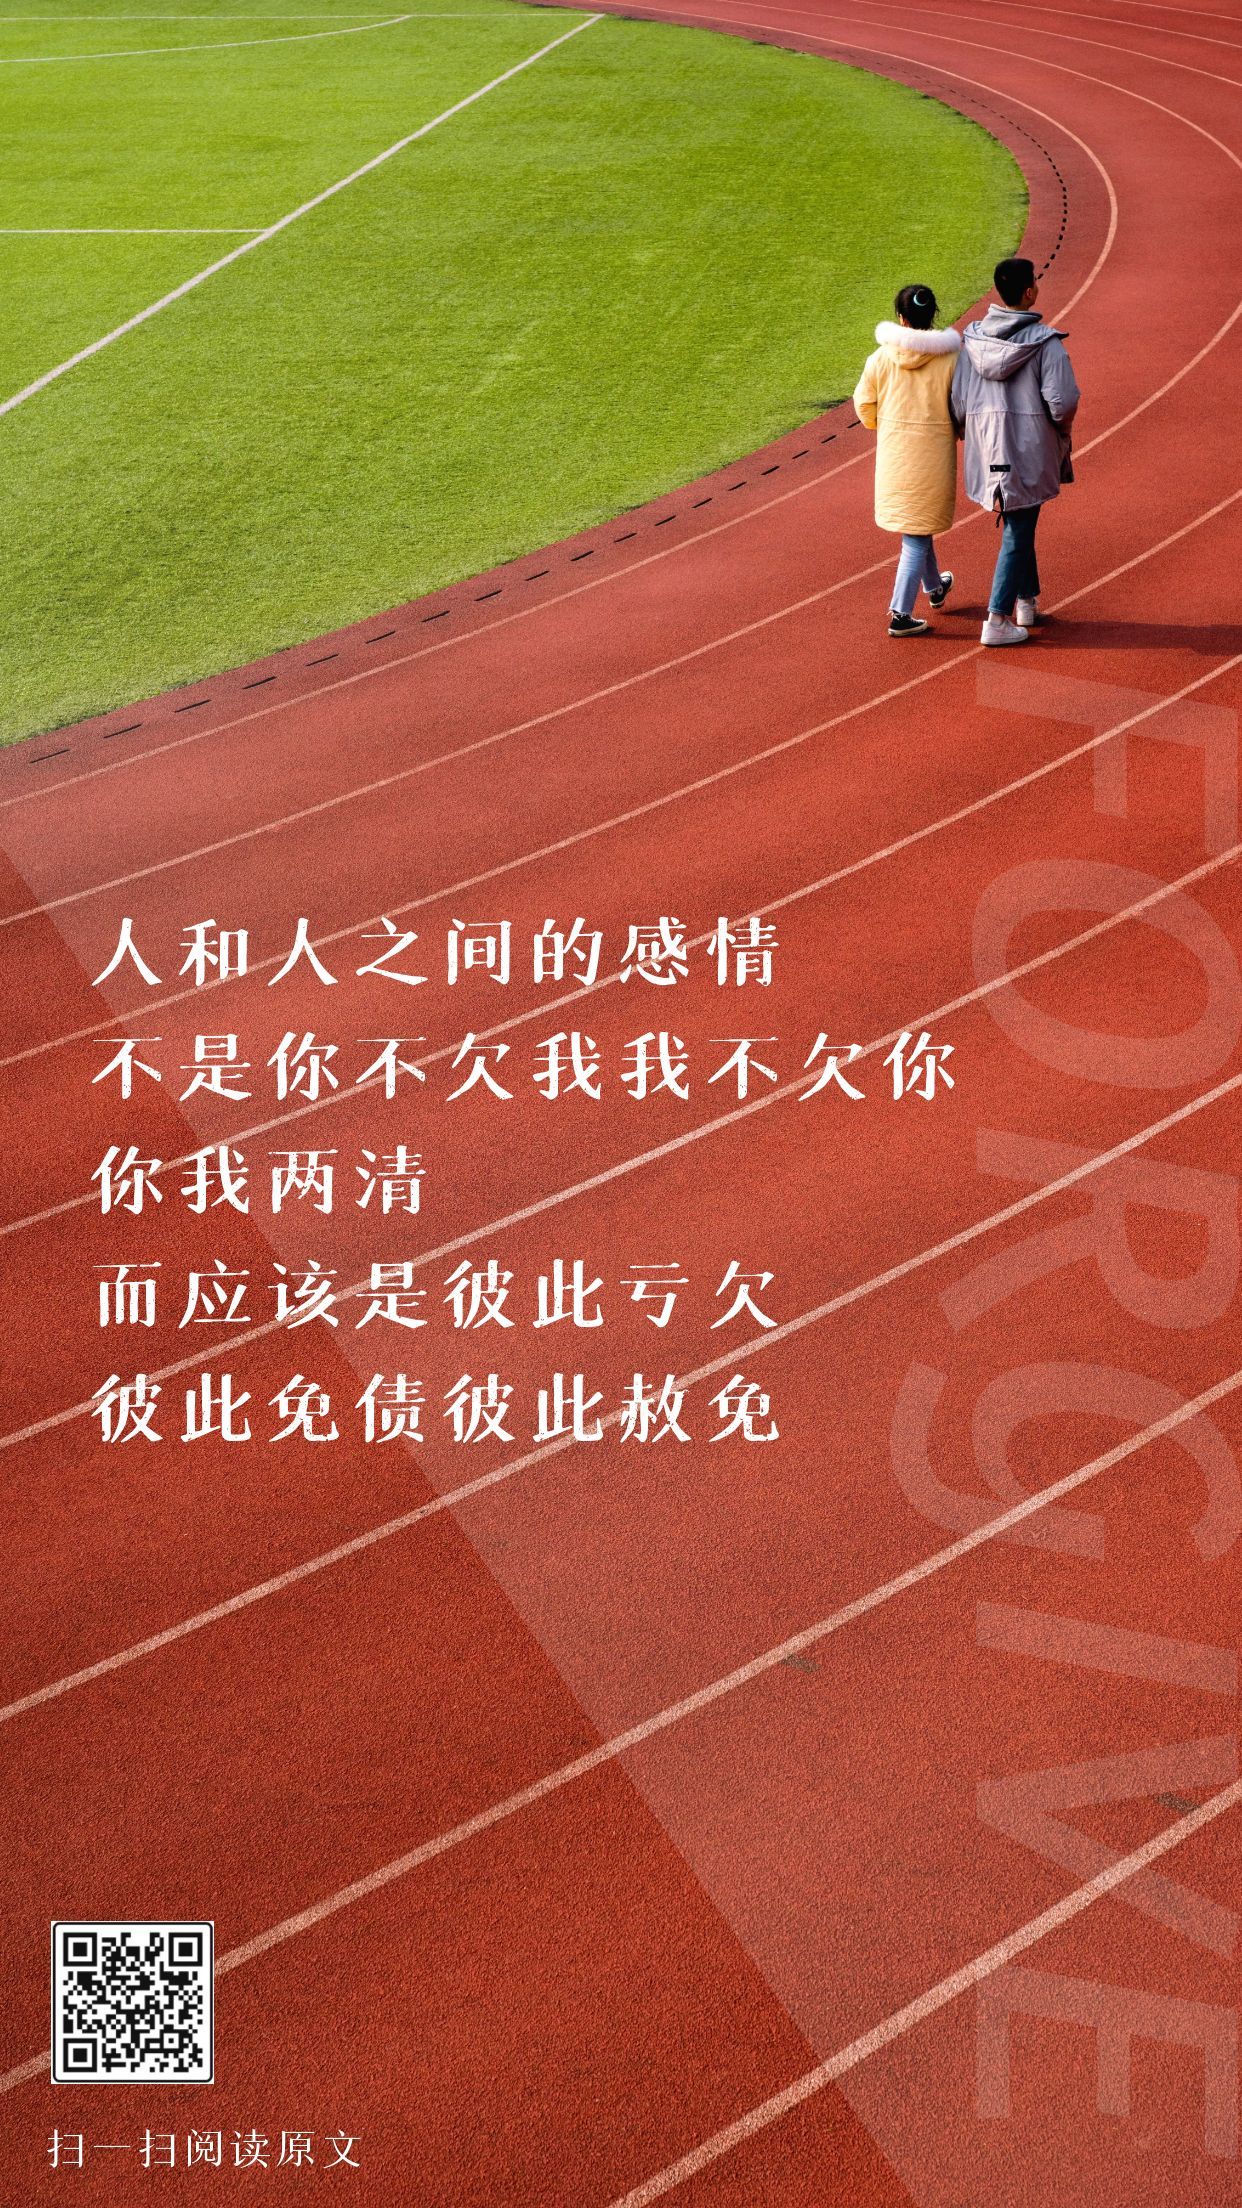 人和人之间的感情
不是你不欠我我不欠你
你我两清
而应该是彼此亏欠
彼此免债彼此赦免
FORGIVE
扫一扫阅读原文